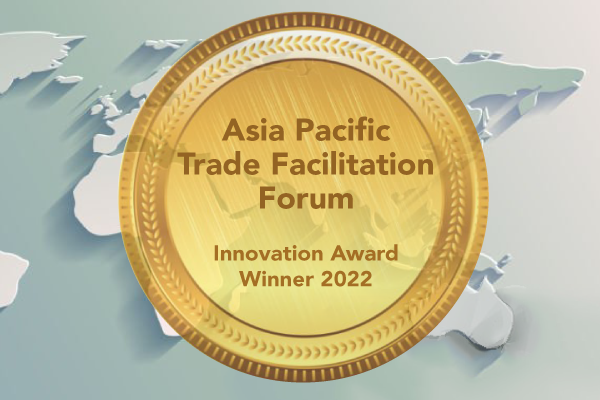 Asia Pacific
Trade Facilitation
Forum
Innovation Award
Winner 2022